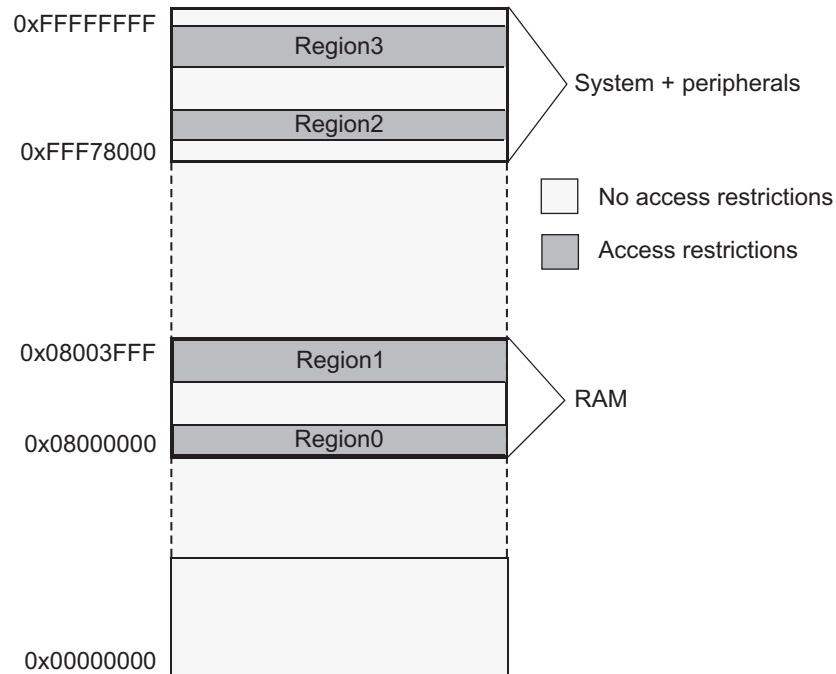 0xFFFFFFFF
Region3
System + peripherals
Region2
0xFFF78000
No access restrictions
Access restrictions
0x08003FFF
Region1
RAM
0x08000000
Region0
0x00000000